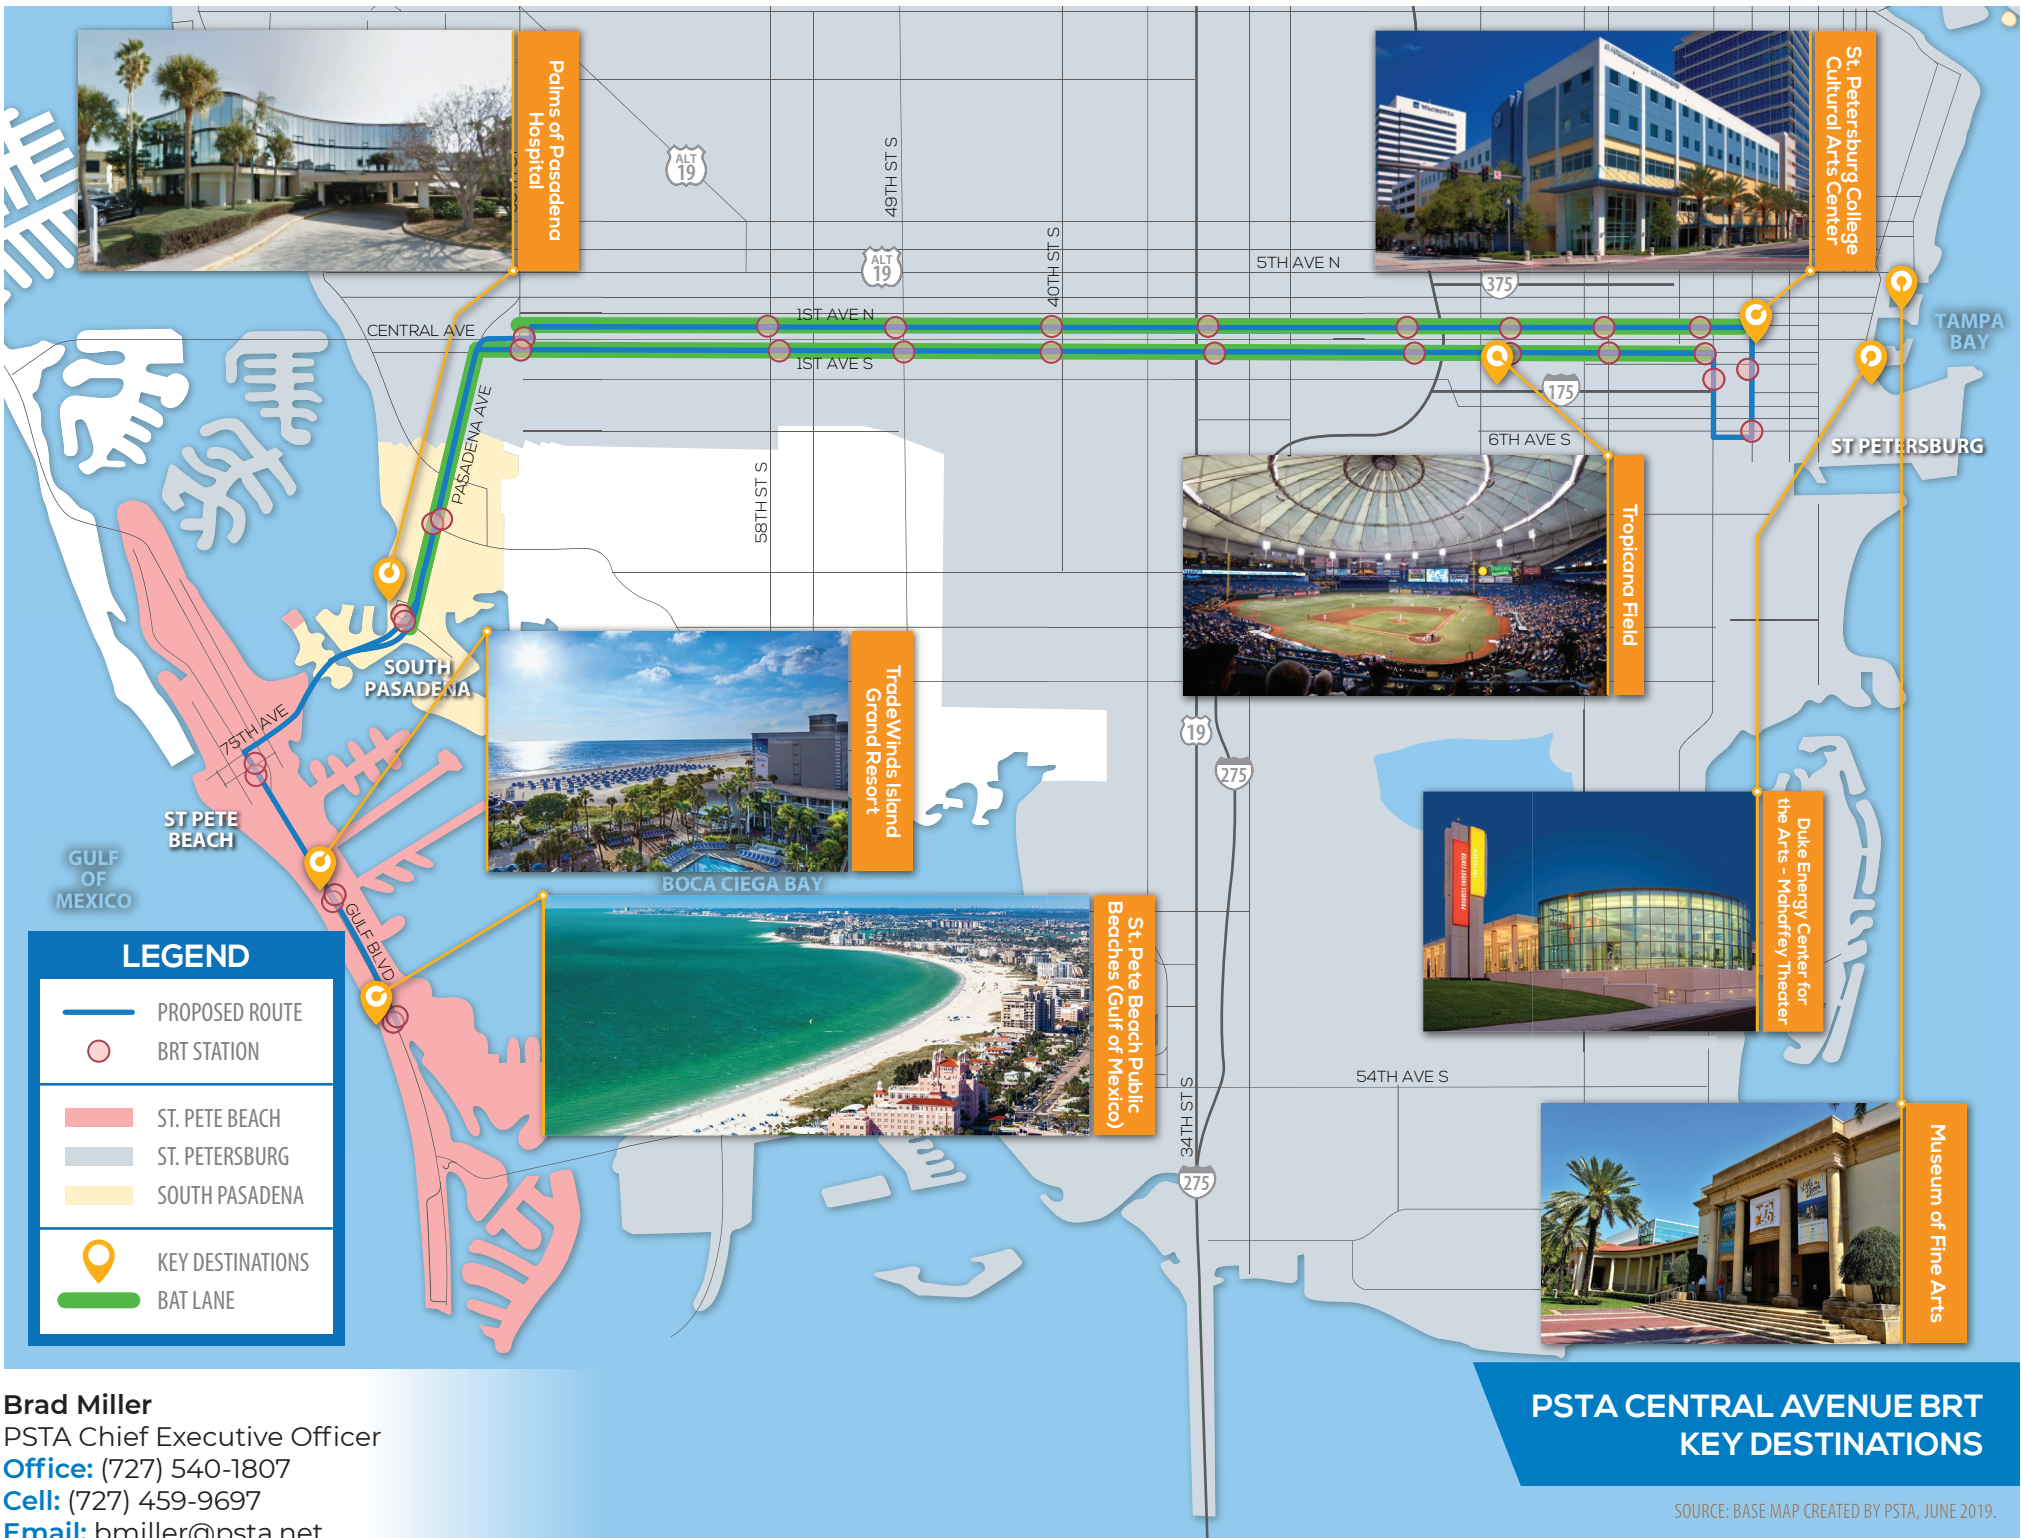 Palms of Pasadena
Hospital
St. Petersburg College
Cultural Arts Center
WACHOVIA
ALT
19
49TH ST S
ALT
19
40TH ST S
5TH AVE N
375
CENTRAL AVE
1ST AVE N
1ST AVE S
TAMPA
BAY
175
6TH AVE S
ST PETERSBURG
PASADENA AVE
58TH ST S
Tropicana Field
SOUTH
PASADENA
TradeWinds Island
Grand Resort
75TH AVE
19
275
ST PETE
BEACH
GULF
OF
MEXICO
BOCA CIEGA BAY
GULF BLVD
Duke Energy Center for
the Arts - Mahaffey Theater
St. Pete Beach Public
Beaches (Gulf of Mexico)
LEGEND
PROPOSED ROUTE
BRT STATION
ST. PETE BEACH
ST. PETERSBURG
SOUTH PASADENA
KEY DESTINATIONS
BAT LANE
54TH AVE S
34TH ST S
275
Museum of Fine Arts
Brad Miller
PSTA Chief Executive Officer
Office: (727) 540-1807
Cell: (727) 459-9697
Email: bmiller@psta.net
PSTA CENTRAL AVENUE BRT
KEY DESTINATIONS
SOURCE: BASE MAP CREATED BY PSTA, JUNE 2019.